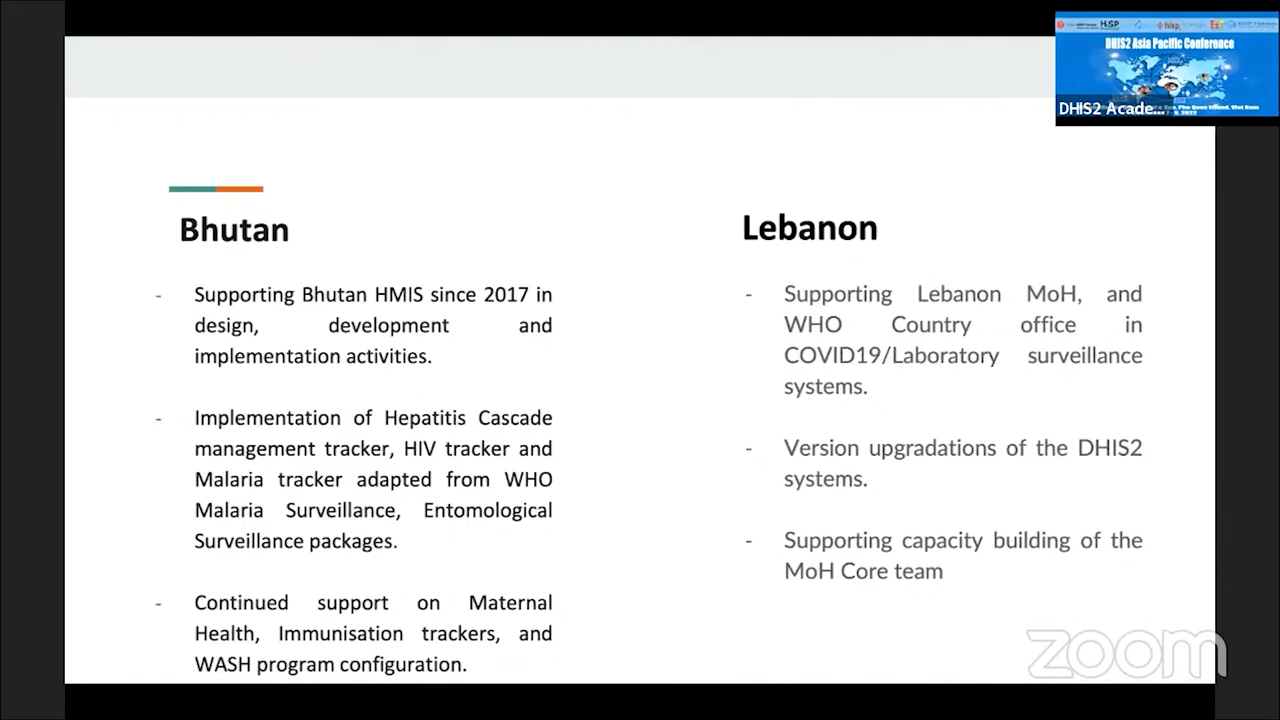 HISP
hisp
DHIS2 Asia Pacific Conference
DHIS2 Acade...
Bhutan
- Supporting Bhutan HMIS since 2017 in
design, development and
implementation activities.
- Implementation of Hepatitis Cascade
management tracker, HIV tracker and
Malaria tracker adapted from WHO
Malaria Surveillance, Entomological
Surveillance packages.
- Continued support on Maternal
Health, Immunisation trackers, and
WASH program configuration.
Lebanon
- Supporting Lebanon MoH, and
WHO Country office in
COVID19/Laboratory surveillance
systems.
- Version upgradations of the DHIS2
systems.
- Supporting capacity building of the
MoH Core team
zoom